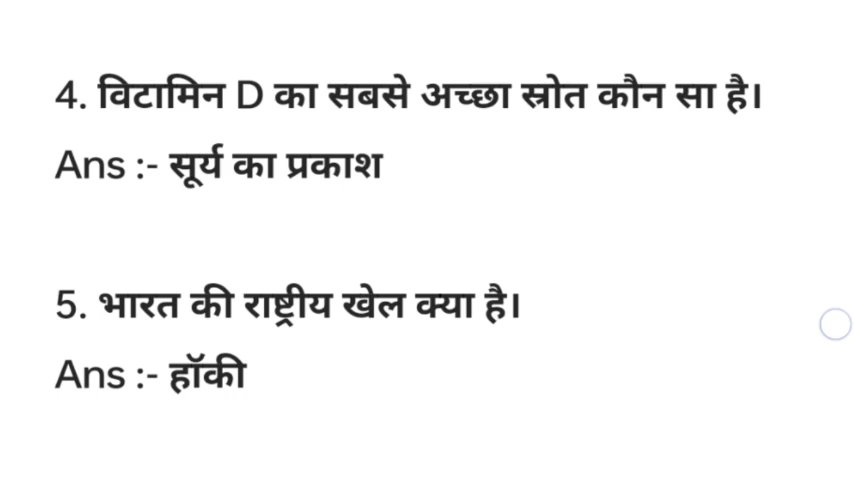 4. विटामिन D का सबसे अच्छा स्रोत कौन सा है।
Ans :- सूर्य का प्रकाश
5. भारत की राष्ट्रीय खेल क्या है।
Ans :- हॉकी